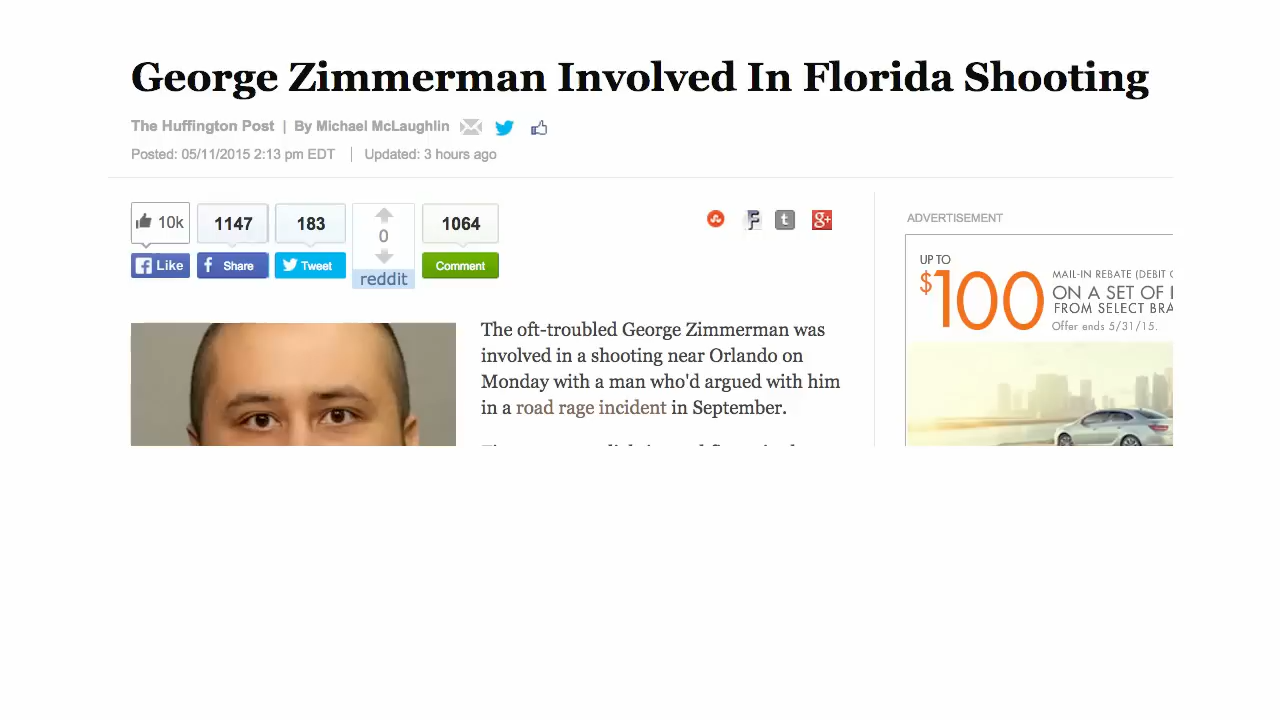 George Zimmerman Involved In Florida Shooting
The Huffington Post | By Michael McLaughlin
Posted: 05/11/2015 2:13 pm EDT | Updated: 3 hours ago
10k
1147
183
0
1064
Like
Share
Tweet
reddit
Comment
ADVERTISEMENT
UP TO
$100
MAIL-IN REBATE (DEBIT
ON A SET OF
FROM SELECT
Offer ends 5/31/15.
The oft-troubled George Zimmerman was
involved in a shooting near Orlando on
Monday with a man who'd argued with him
in a road rage incident in September.